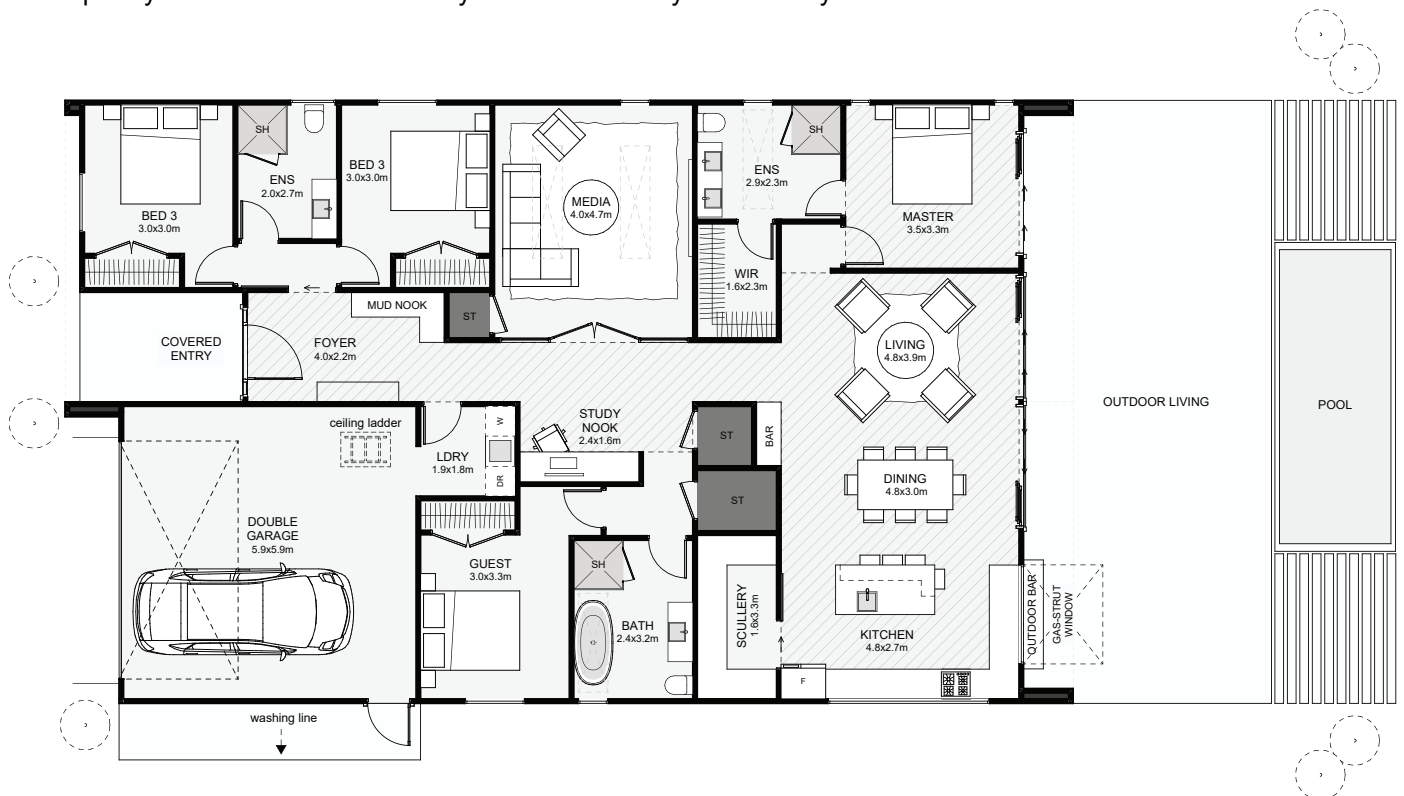 SH
SH
BED 3
3.0x3.0m
ENS
2.0x2.7m
BED 3
3.0x3.0m
MEDIA
4.0x4.7m
ENS
2.9x2.3m
MASTER
3.5x3.3m
WIR
1.6x2.3m
MUD NOOK
ST
COVERED
ENTRY
FOYER
4.0x2.2m
LIVING
4.8x3.9m
OUTDOOR LIVING
POOL
ceiling ladder
STUDY
NOOK
2.4x1.6m
W
LDRY
1.9x1.8m
DR
ST
BAR
ST
DINING
4.8x3.0m
DOUBLE
GARAGE
5.9x5.9m
GUEST
3.0x3.3m
SH
BATH
2.4x3.2m
SCULLERY
1.6x3.3m
KITCHEN
4.8x2.7m
F
OUTDOOR BAR
GAS-STRUT
WINDOW
washing line